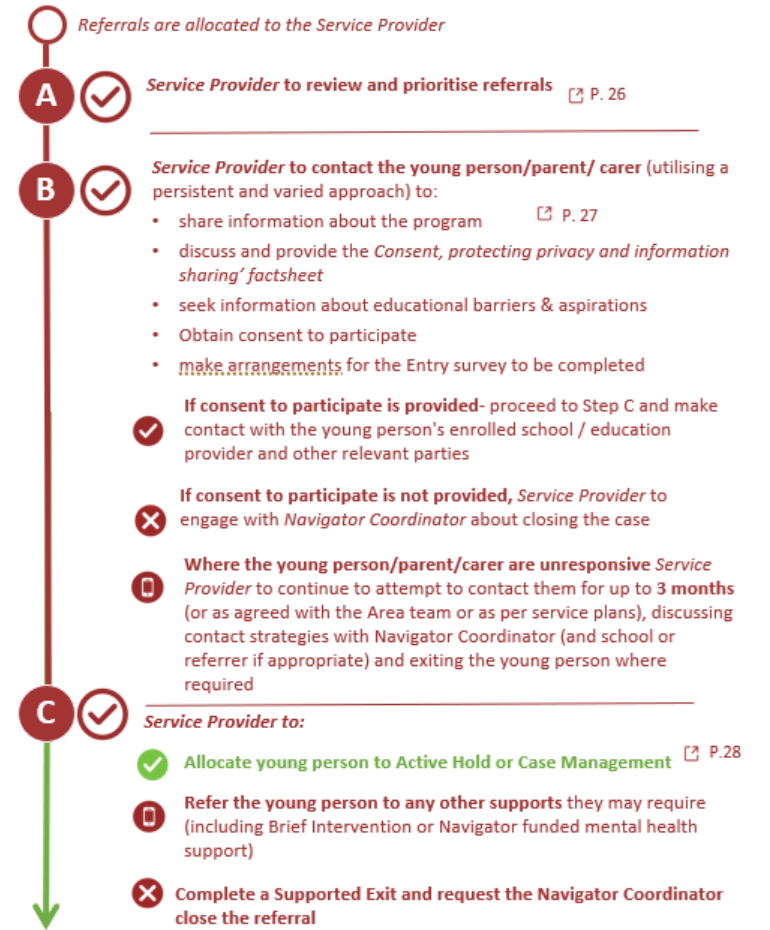 Referrals are allocated to the Service Provider
A
Service Provider to review and prioritise referrals
P. 26
B
Service Provider to contact the young person/parent/ carer (utilising a
persistent and varied approach) to:
• share information about the program
P. 27
• discuss and provide the Consent, protecting privacy and information
sharing’ factsheet
• seek information about educational barriers & aspirations
• Obtain consent to participate
• make arrangements for the Entry survey to be completed
If consent to participate is provided- proceed to Step C and make
contact with the young person's enrolled school / education
provider and other relevant parties
If consent to participate is not provided, Service Provider to
engage with Navigator Coordinator about closing the case
Where the young person/parent/carer are unresponsive Service
Provider to continue to attempt to contact them for up to 3 months
(or as agreed with the Area team or as per service plans), discussing
contact strategies with Navigator Coordinator (and school or
referrer if appropriate) and exiting the young person where
required
C
Service Provider to:
Allocate young person to Active Hold or Case Management
P.28
Refer the young person to any other supports they may require
(including Brief Intervention or Navigator funded mental health
support)
Complete a Supported Exit and request the Navigator Coordinator
close the referral